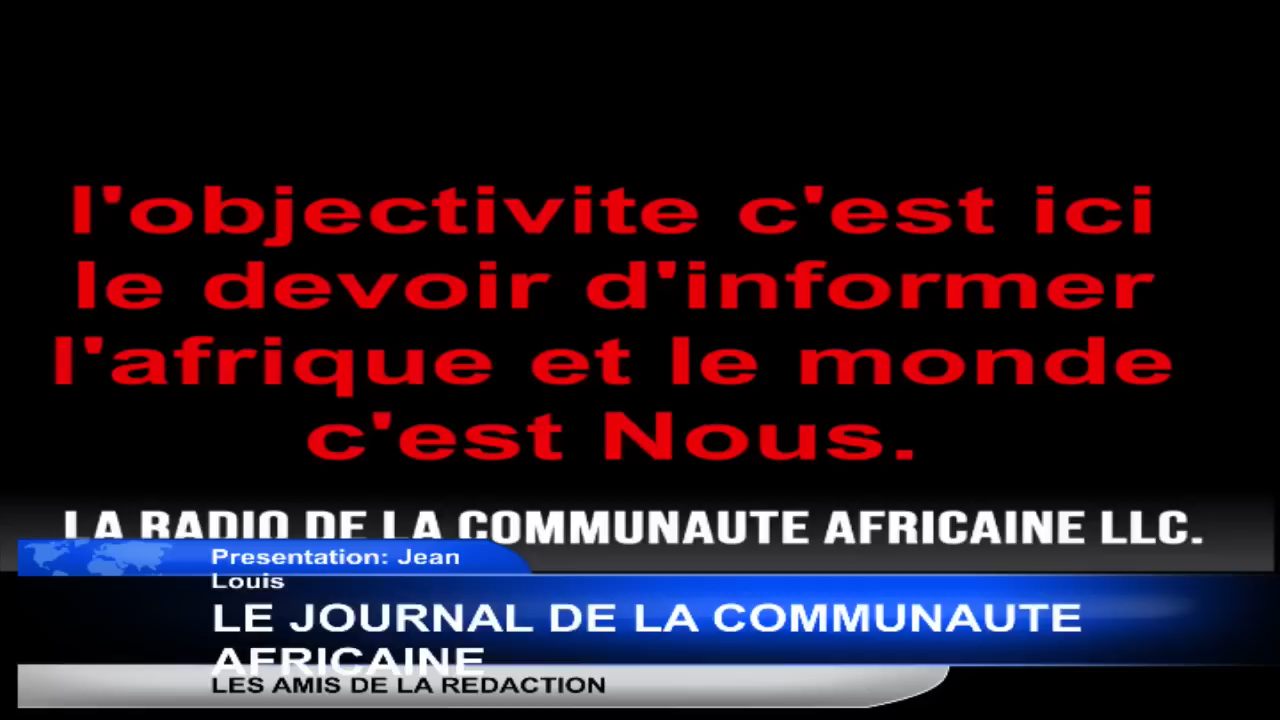 l'objectivite c'est ici
le devoir d'informer
l'afrique et le monde
c'est Nous.
LA RADIO DE LA COMMUNAUTE AFRICAINE LLC.
Presentation: Jean
Louis
LE JOURNAL DE LA COMMUNAUTE
AFRICAINE
LES AMIS DE LA REDACTION